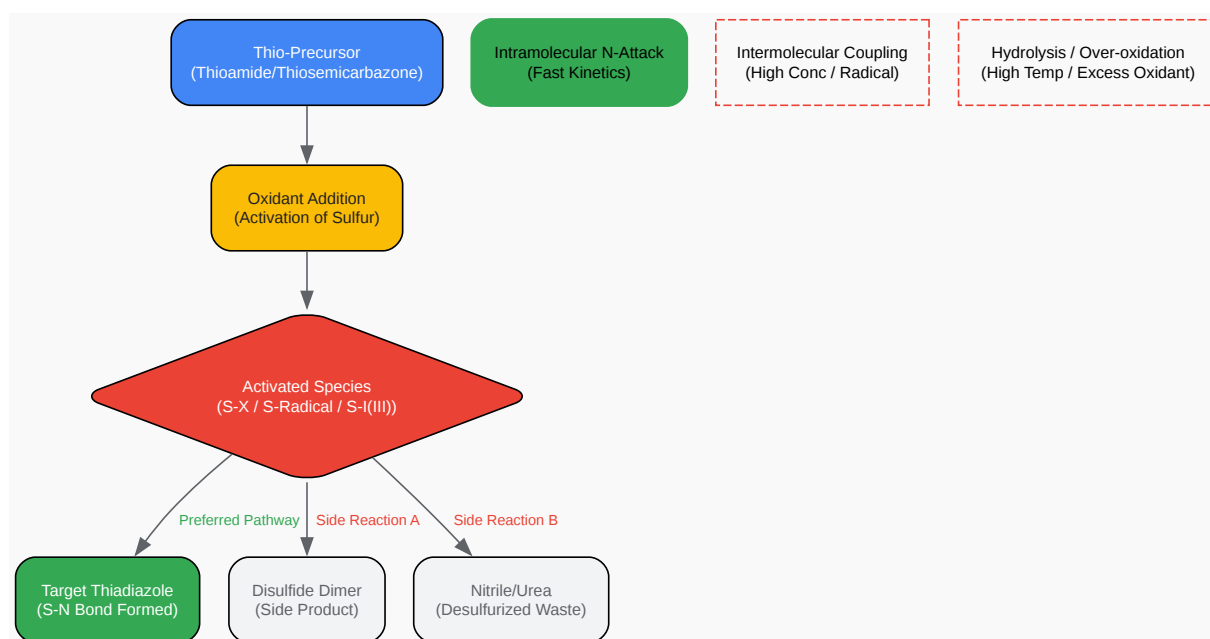 Thio-Precursor
(Thioamide/Thiosemicarbazone)
Intramolecular N-Attack
(Fast Kinetics)
Intermolecular Coupling
(High Conc / Radical)
Hydrolysis / Over-oxidation
(High Temp / Excess Oxidant)
Oxidant Addition
(Activation of Sulfur)
Activated Species
(S-X / S-Radical / S-I(III))
Preferred Pathway
Side Reaction A
Side Reaction B
Target Thiadiazole
(S-N Bond Formed)
Disulfide Dimer
(Side Product)
Nitrile/Urea
(Desulfurized Waste)